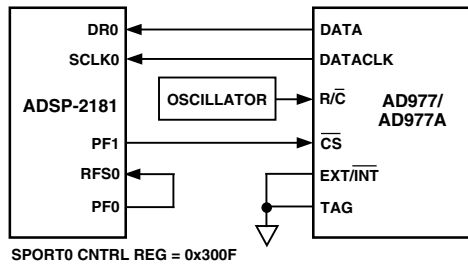 DR0
SCLK0
ADSP-2181
PF1
RFS0
PF0
OSCILLATOR
DATA
DATACLK
R/C̅
AD977/
AD977A
C̅S̅
EXT/I̅N̅T̅
TAG
SPORT0 CNTRL REG = 0x300F